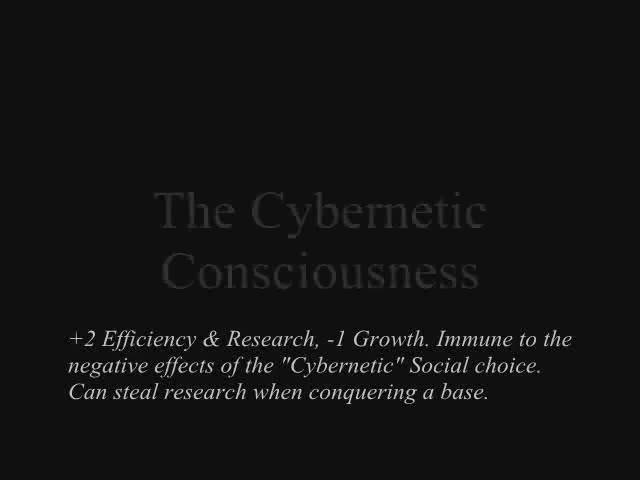 The Cybernetic
Consciousness
+2 Efficiency & Research, -1 Growth. Immune to the
negative effects of the "Cybernetic" Social choice.
Can steal research when conquering a base.